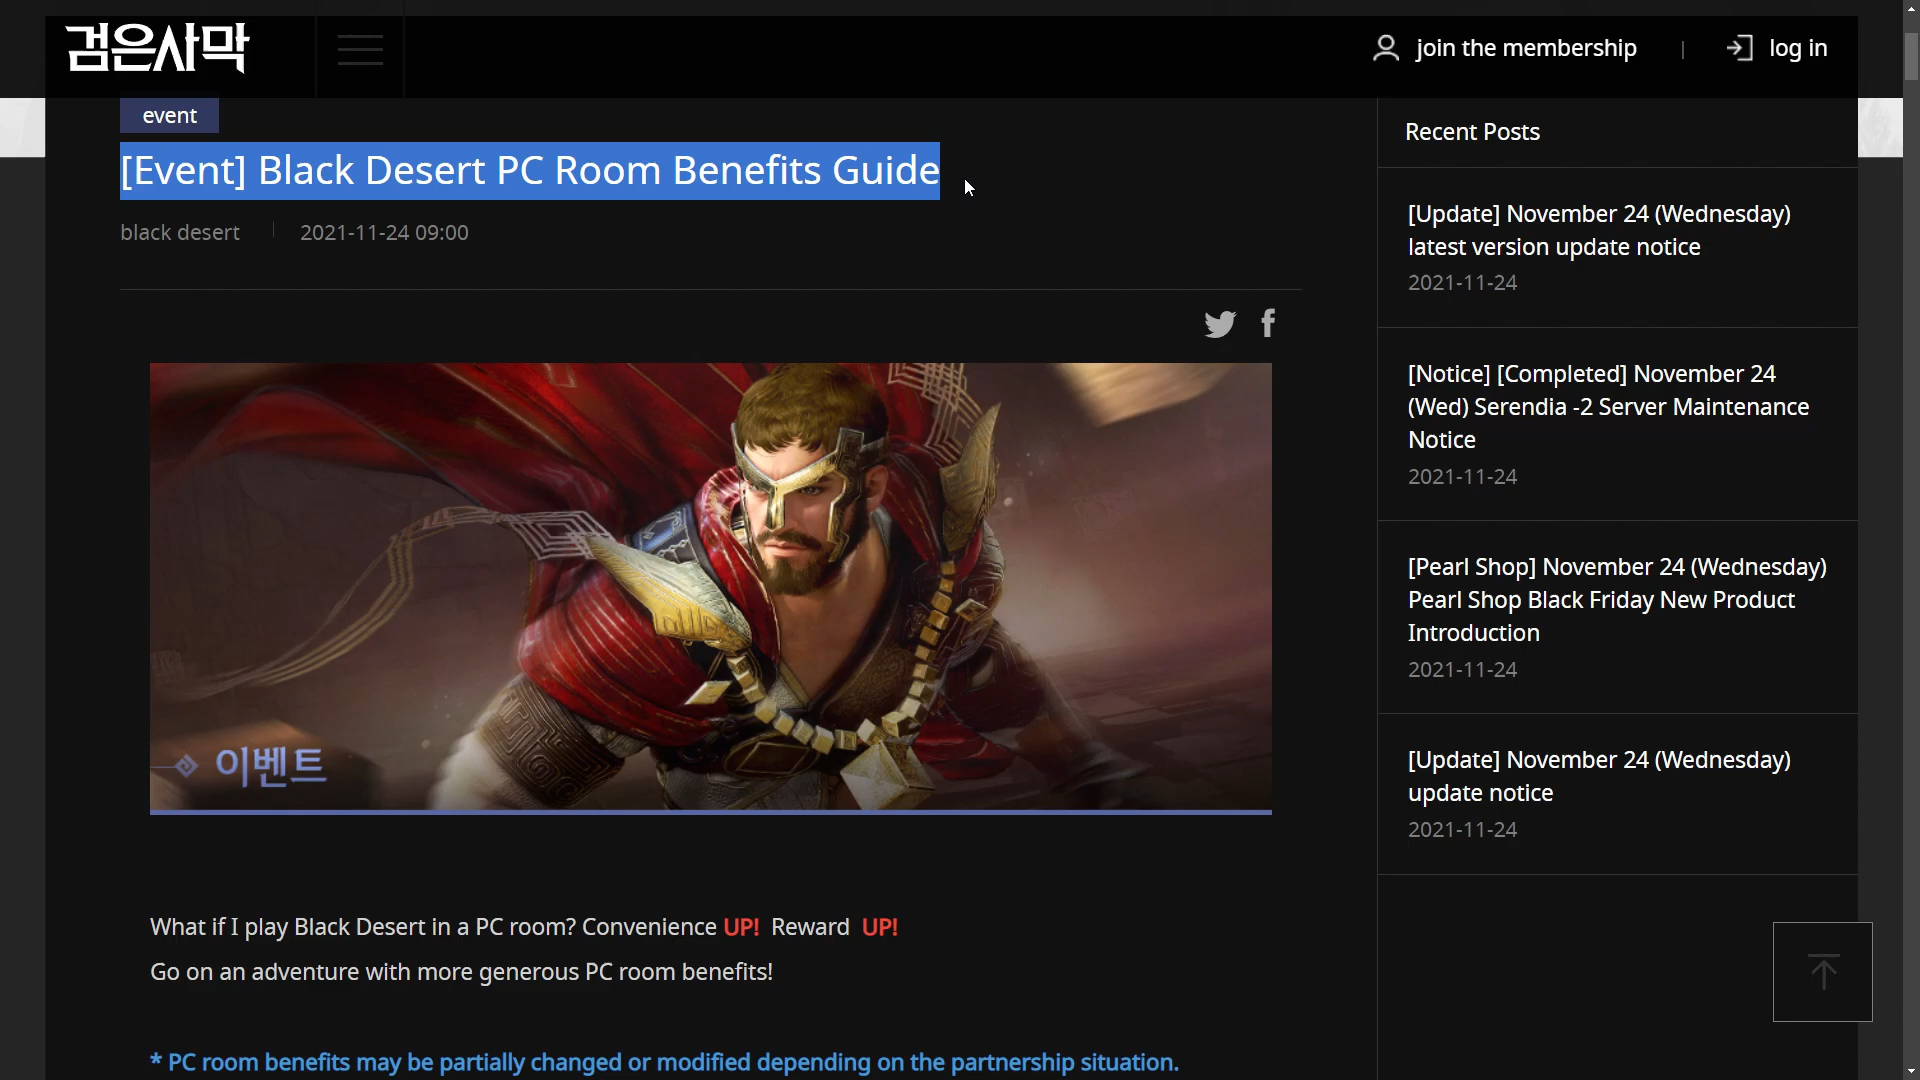 검은사막
join the membership
log in
event
[Event] Black Desert PC Room Benefits Guide
black desert
2021-11-24 09:00
이벤트
What if I play Black Desert in a PC room? Convenience UP! Reward UP!
Go on an adventure with more generous PC room benefits!
* PC room benefits may be partially changed or modified depending on the partnership situation.
Recent Posts
[Update] November 24 (Wednesday)
latest version update notice
2021-11-24
[Notice] [Completed] November 24
(Wed) Serendia -2 Server Maintenance
Notice
2021-11-24
[Pearl Shop] November 24 (Wednesday)
Pearl Shop Black Friday New Product
Introduction
2021-11-24
[Update] November 24 (Wednesday)
update notice
2021-11-24